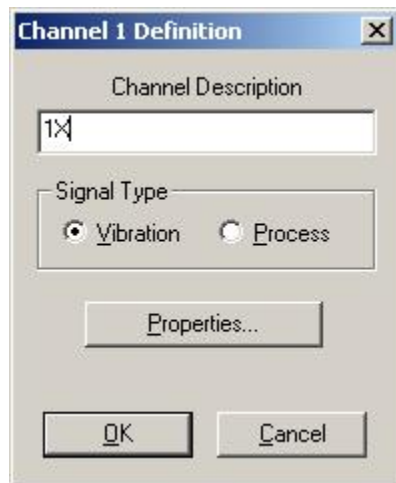 Channel 1 Definition
Channel Description
1X
Signal Type
Vibration Process
Properties...
OK Cancel